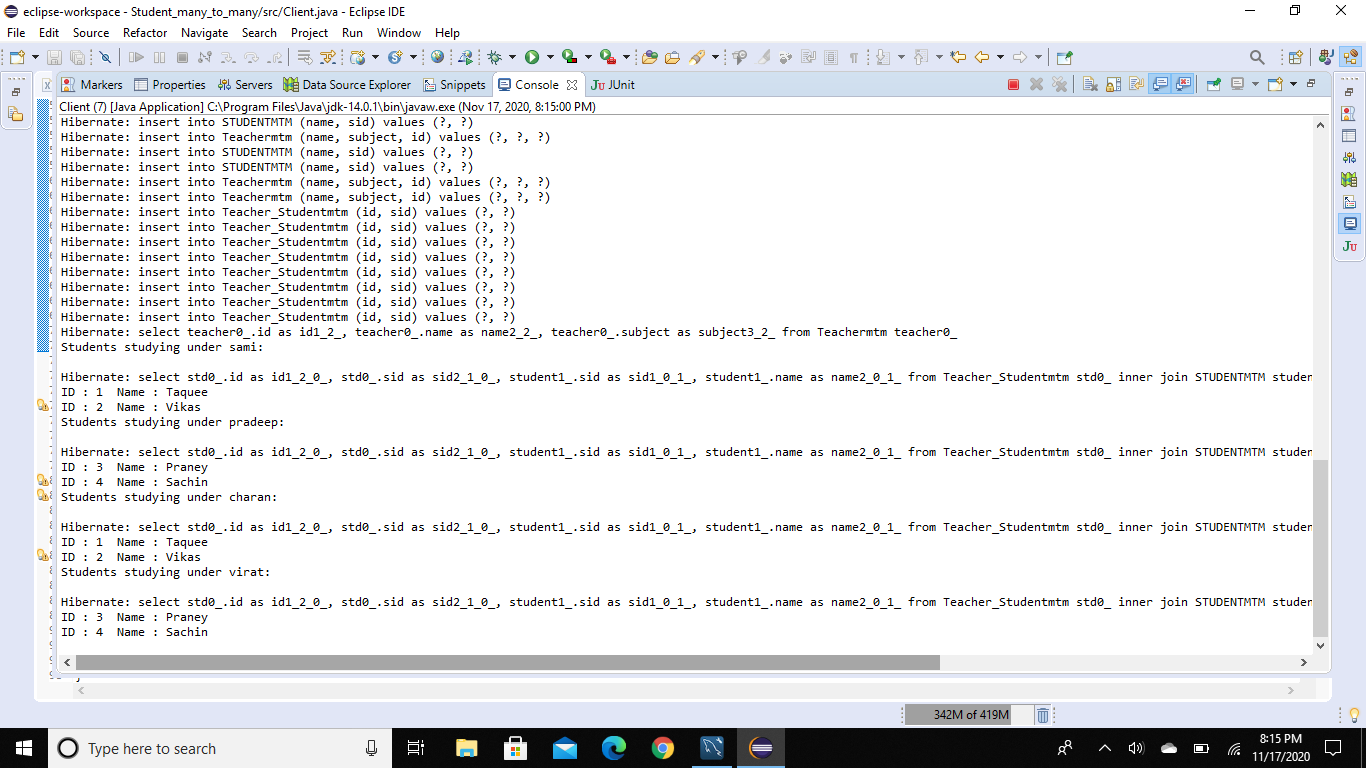 eclipse-workspace - Student_many_to_many/src/Client.java - Eclipse IDE
File Edit Source Refactor Navigate Search Project Run Window Help
Markers Properties Servers Data Source Explorer Snippets Console JUnit
Client (7) [Java Application] C:\Program Files\Java\jdk-14.0.1\bin\javaw.exe (Nov 17, 2020, 8:15:00 PM)
Hibernate: insert into STUDENTMTM (name, sid) values (?, ?)
Hibernate: insert into Teachermtm (name, subject, id) values (?, ?, ?)
Hibernate: insert into STUDENTMTM (name, sid) values (?, ?)
Hibernate: insert into STUDENTMTM (name, sid) values (?, ?)
Hibernate: insert into Teachermtm (name, subject, id) values (?, ?, ?)
Hibernate: insert into Teachermtm (name, subject, id) values (?, ?, ?)
Hibernate: insert into Teacher_Studentmtm (id, sid) values (?, ?)
Hibernate: insert into Teacher_Studentmtm (id, sid) values (?, ?)
Hibernate: insert into Teacher_Studentmtm (id, sid) values (?, ?)
Hibernate: insert into Teacher_Studentmtm (id, sid) values (?, ?)
Hibernate: insert into Teacher_Studentmtm (id, sid) values (?, ?)
Hibernate: insert into Teacher_Studentmtm (id, sid) values (?, ?)
Hibernate: insert into Teacher_Studentmtm (id, sid) values (?, ?)
Hibernate: insert into Teacher_Studentmtm (id, sid) values (?, ?)
Hibernate: select teacher0_.id as id1_2_, teacher0_.name as name2_2_, teacher0_.subject as subject3_2_ from Teachermtm teacher0_
Students studying under sami:
Hibernate: select std0_.id as id1_2_0_, std0_.sid as sid2_1_0_, student1_.sid as sid1_0_1_, student1_.name as name2_0_1_ from Teacher_Studentmtm std0_ inner join STUDENTMTM studen
ID : 1  Name : Taquee
ID : 2  Name : Vikas
Students studying under pradeep:
Hibernate: select std0_.id as id1_2_0_, std0_.sid as sid2_1_0_, student1_.sid as sid1_0_1_, student1_.name as name2_0_1_ from Teacher_Studentmtm std0_ inner join STUDENTMTM studen
ID : 3  Name : Praney
ID : 4  Name : Sachin
Students studying under charan:
Hibernate: select std0_.id as id1_2_0_, std0_.sid as sid2_1_0_, student1_.sid as sid1_0_1_, student1_.name as name2_0_1_ from Teacher_Studentmtm std0_ inner join STUDENTMTM studen
ID : 1  Name : Taquee
ID : 2  Name : Vikas
Students studying under virat:
Hibernate: select std0_.id as id1_2_0_, std0_.sid as sid2_1_0_, student1_.sid as sid1_0_1_, student1_.name as name2_0_1_ from Teacher_Studentmtm std0_ inner join STUDENTMTM studen
ID : 3  Name : Praney
ID : 4  Name : Sachin
342M of 419M
Type here to search
8:15 PM
11/17/2020